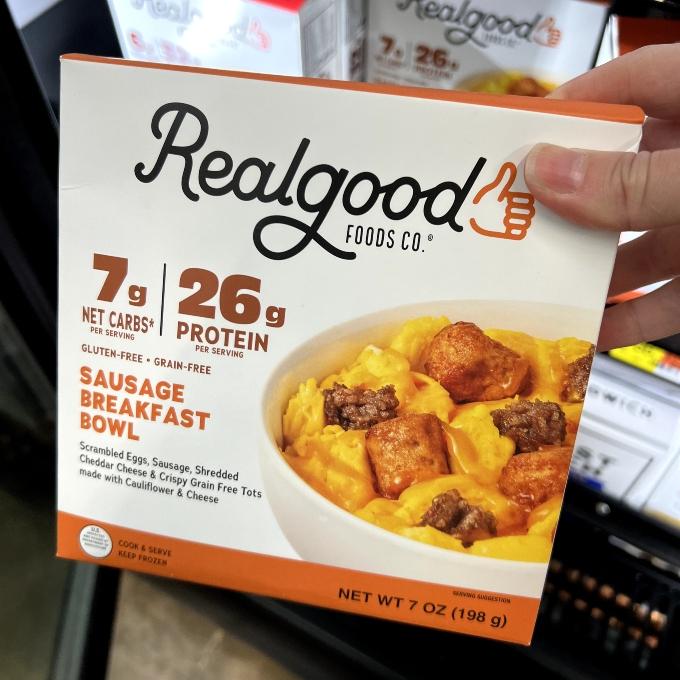 Realgood
7g 26g
PROTEIN
Realgood
FOODS CO.®
7g
NET CARBS*
PER SERVING
26g
PROTEIN
PER SERVING
GLUTEN-FREE • GRAIN-FREE
SAUSAGE
BREAKFAST
BOWL
Scrambled Eggs, Sausage, Shredded
Cheddar Cheese & Crispy Grain Free Tots
made with Cauliflower & Cheese
COOK & SERVE
KEEP FROZEN
SERVING SUGGESTION
NET WT 7 OZ (198 g)